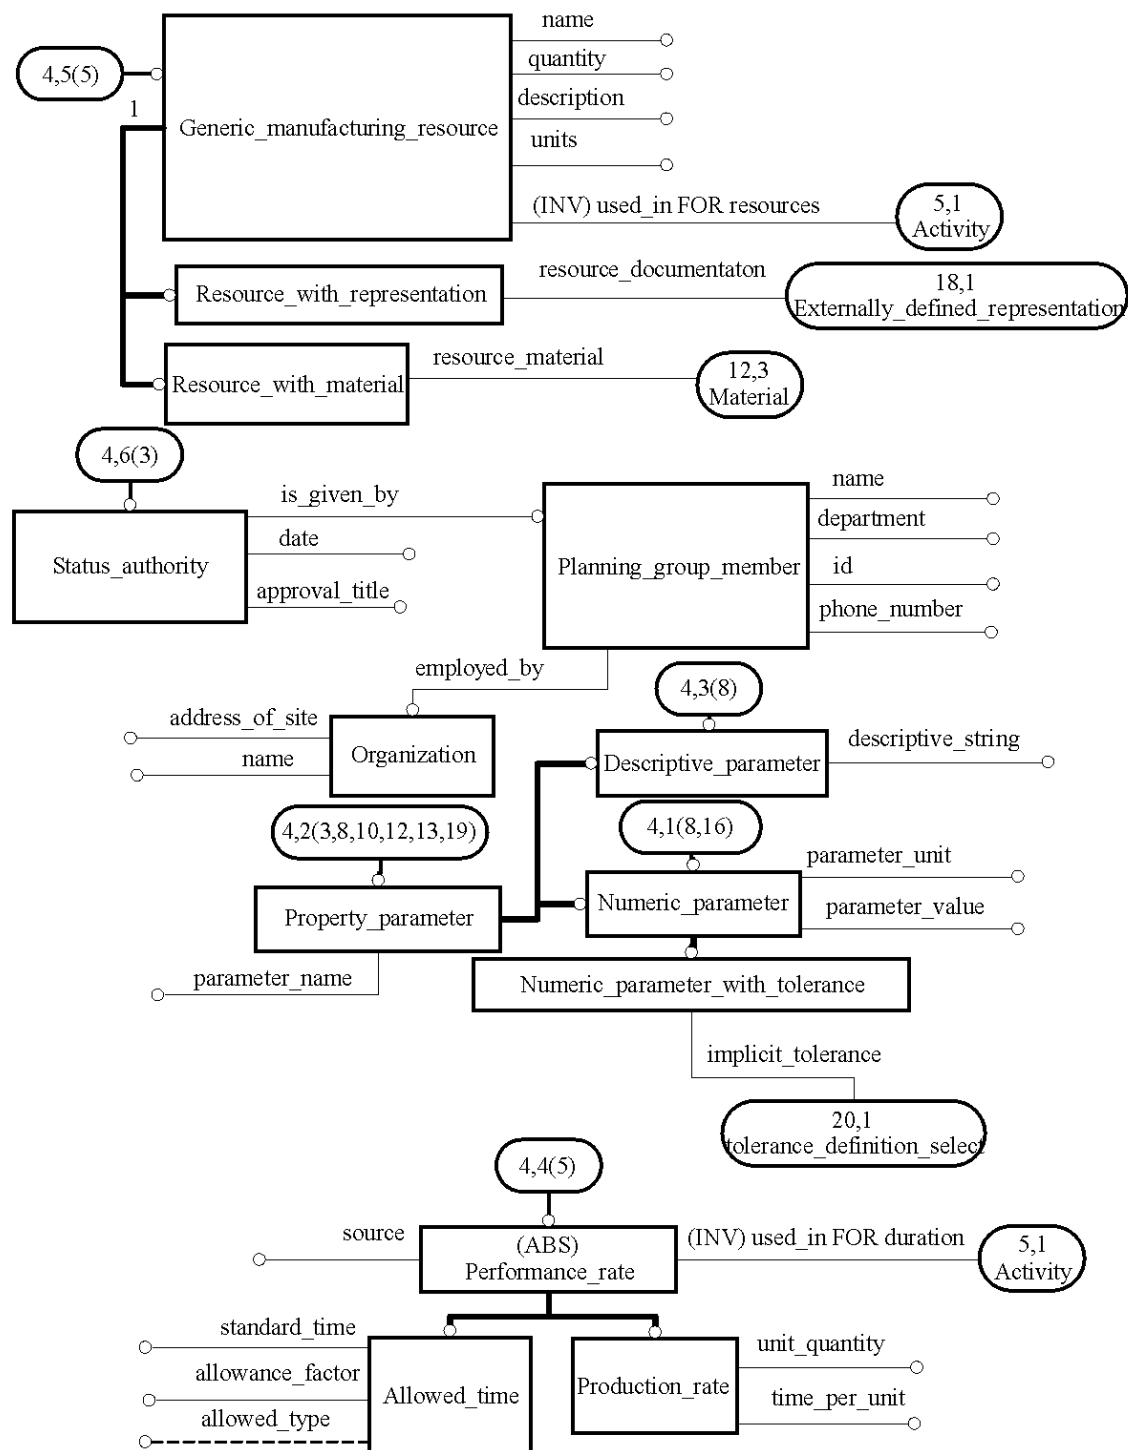 name
4,5(5)
quantity
1
description
Generic_manufacturing_resource
units
(INV) used_in FOR resources
5,1
Activity
resource_documentaton
Resource_with_representation
18,1
Externally_defined_representation
resource_material
Resource_with_material
12,3
Material
4,6(3)
is_given_by
name
date
department
Status_authority
Planning_group_member
id
approval_title
phone_number
employed_by
4,3(8)
address_of_site
descriptive_string
name
Organization
Descriptive_parameter
4,2(3,8,10,12,13,19)
4,1(8,16)
parameter_unit
Property_parameter
Numeric_parameter
parameter_value
parameter_name
Numeric_parameter_with_tolerance
implicit_tolerance
20,1
tolerance_definition_select
4,4(5)
source
(ABS)
Performance_rate
(INV) used_in FOR duration
5,1
Activity
standard_time
unit_quantity
allowance_factor
Allowed_time
Production_rate
time_per_unit
allowed_type